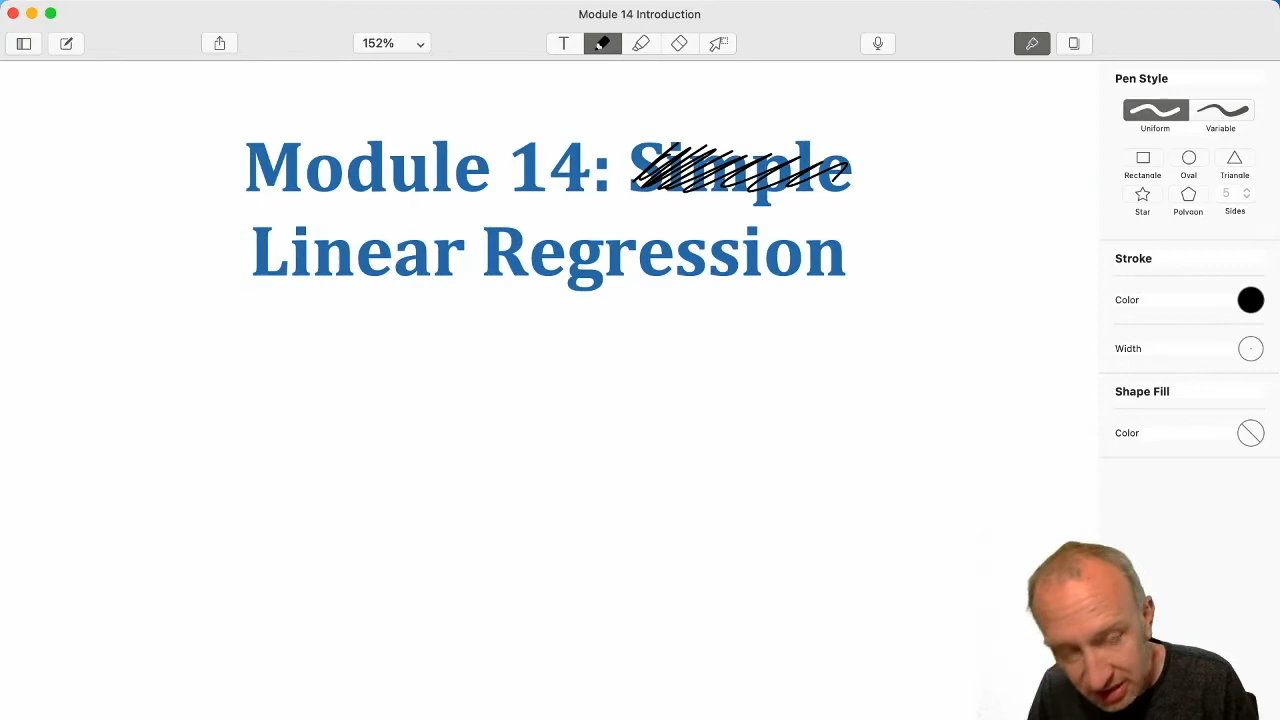 Module 14 Introduction
152%
T
Pen Style
Uniform
Variable
Rectangle
Oval
Triangle
5
Star
Polygon
Sides
Stroke
Color
Width
Shape Fill
Color
Module 14: Simple
Linear Regression